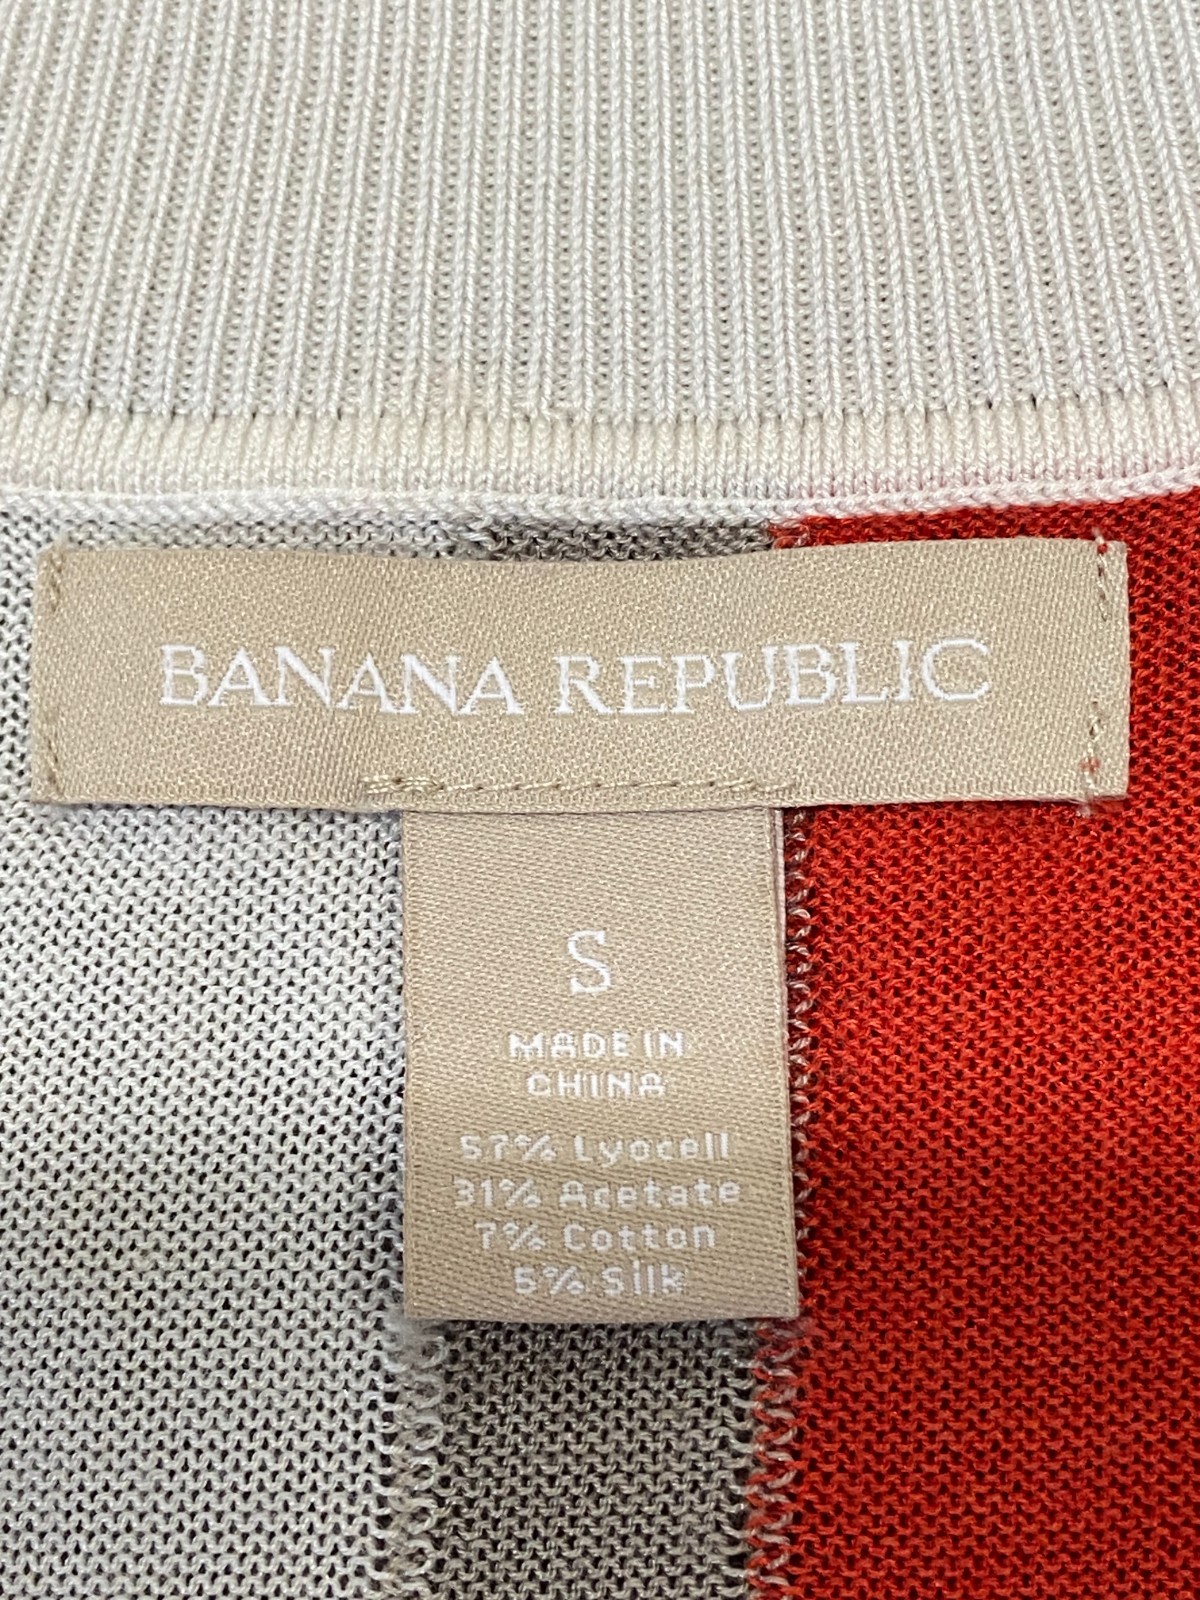 BANANA REPUBLIC
S
MADE IN
CHINA
57% Lyocell
31% Acetate
7% Cotton
5% Silk